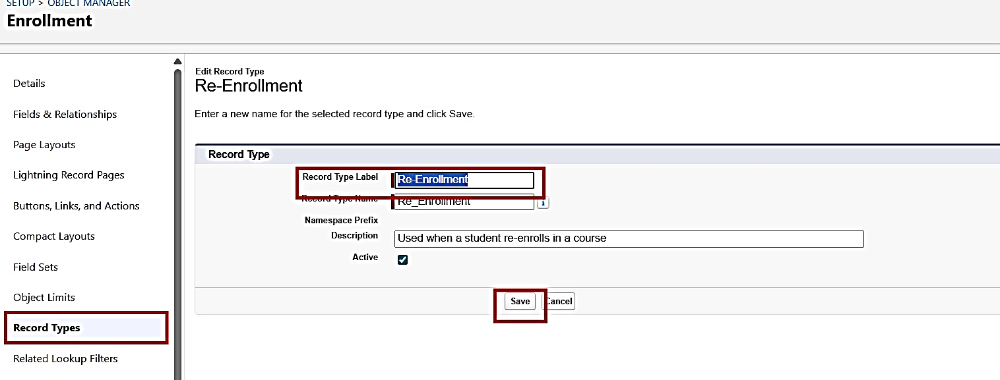 SETUP > OBJECT MANAGER
Enrollment
Details
Fields & Relationships
Page Layouts
Lightning Record Pages
Buttons, Links, and Actions
Compact Layouts
Field Sets
Object Limits
Record Types
Related Lookup Filters
Edit Record Type
Re-Enrollment
Enter a new name for the selected record type and click Save.
Record Type
Record Type Label Re-Enrollment
Record Type Name Re_Enrollment i
Namespace Prefix
Description Used when a student re-enrolls in a course
Active
Save Cancel